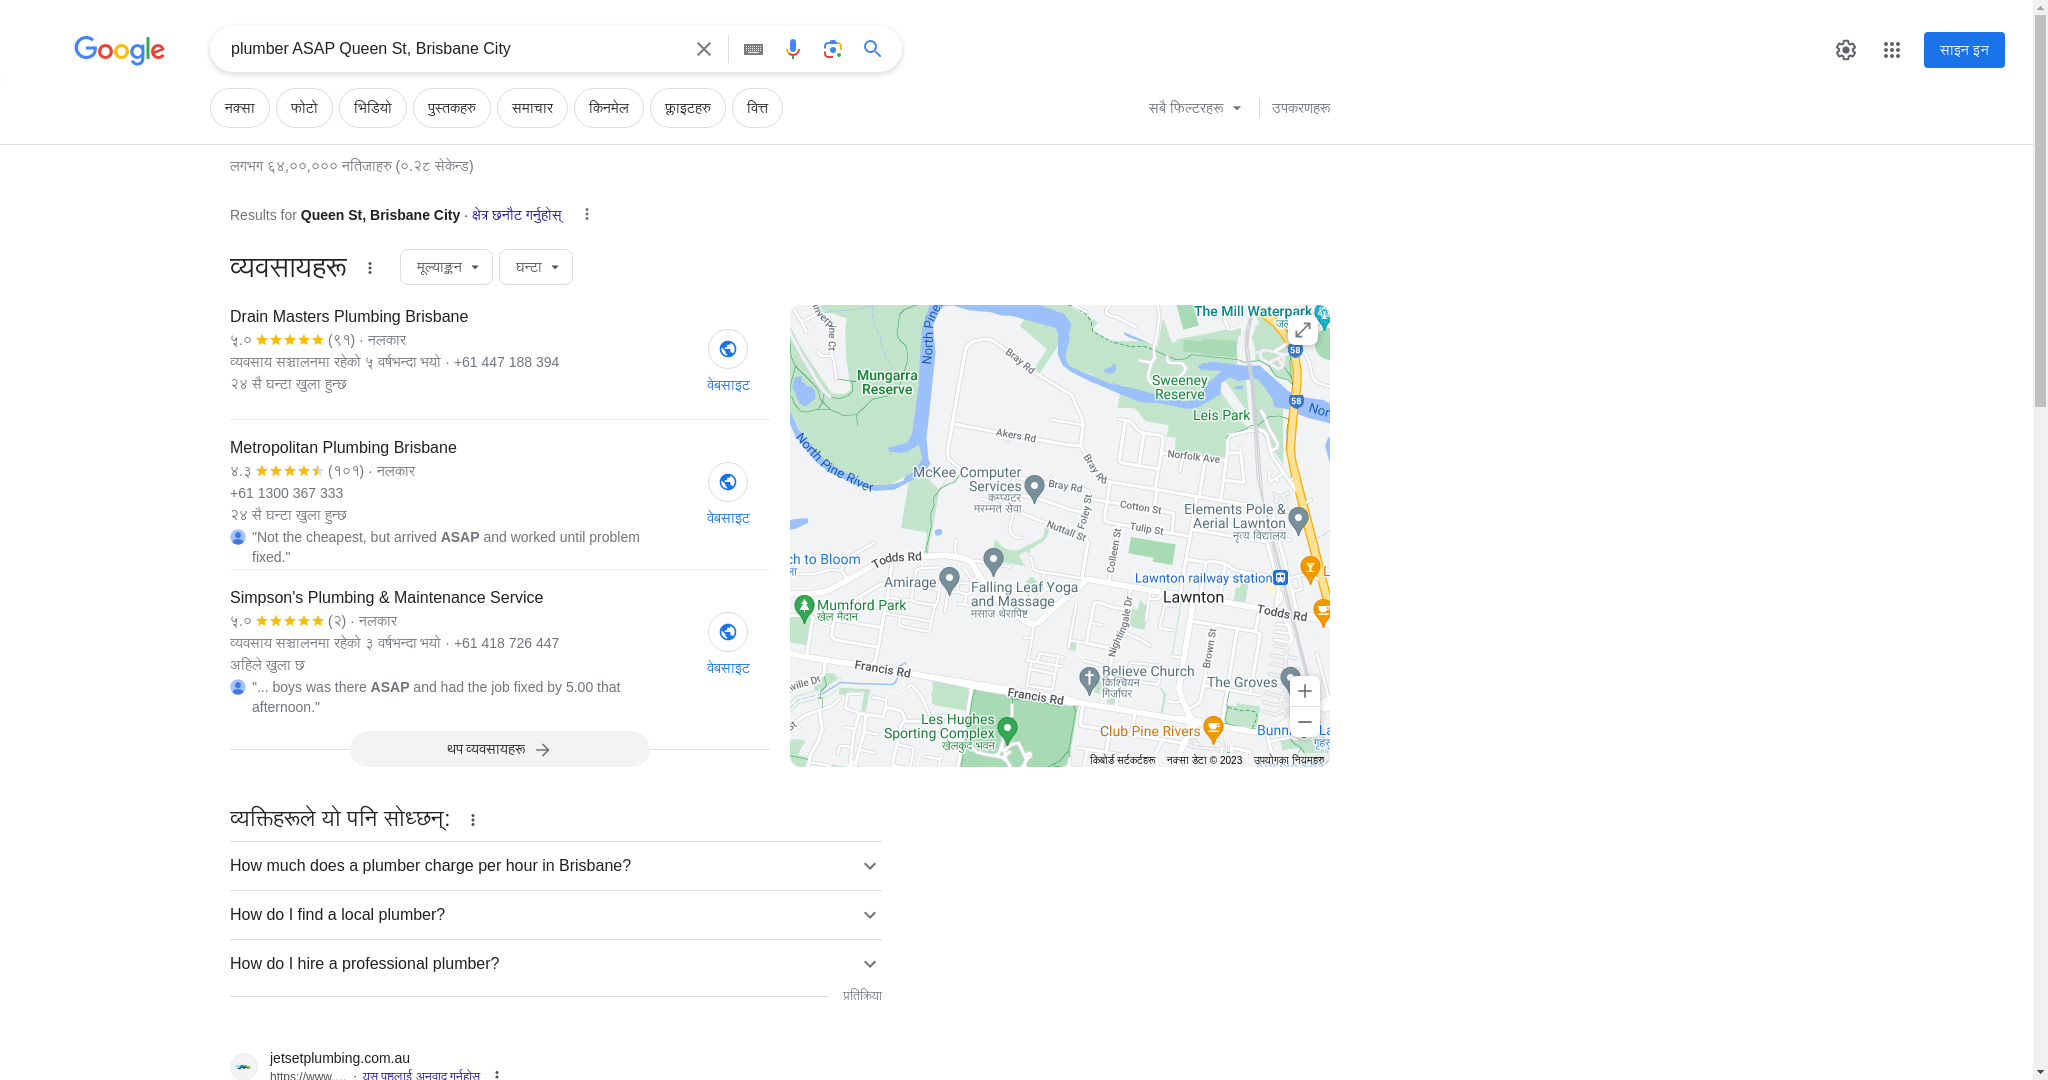 Google
plumber ASAP Queen St, Brisbane City
साइन इन
नक्सा
फोटो
भिडियो
पुस्तकहरु
समाचार
किनमेल
फ्लाइटहरु
वित्त
सबै फिल्टरहरू
उपकरणहरू
लगभग ६४,००,००० नतिजाहरु (०.२८ सेकेन्ड)
Results for Queen St, Brisbane City · क्षेत्र छनौट गर्नुहोस्
व्यवसायहरू
मूल्याङ्कन
घन्टा
Drain Masters Plumbing Brisbane
५.० (९१) · नलकार
व्यवसाय सञ्चालनमा रहेको ५ वर्षभन्दा भयो · +61 447 188 394
२४ सै घन्टा खुला हुन्छ
वेबसाइट
Metropolitan Plumbing Brisbane
४.३ (१०१) · नलकार
+61 1300 367 333
२४ सै घन्टा खुला हुन्छ
"Not the cheapest, but arrived ASAP and worked until problem
fixed."
वेबसाइट
Simpson's Plumbing & Maintenance Service
५.० (२) · नलकार
व्यवसाय सञ्चालनमा रहेको ३ वर्षभन्दा भयो · +61 418 726 447
अहिले खुला छ
"... boys was there ASAP and had the job fixed by 5.00 that
afternoon."
वेबसाइट
थप व्यवसायहरू
The Mill Waterpark
North Pine
Bray Rd
58
Mungarra
Reserve
Sweeney
Reserve
58
Leis Park
Akers Rd
North Pine River
Norfolk Ave
McKee Computer
Services
कम्प्युटर
मरम्मत सेवा
Bray Rd
Bray Rd
Foley St
Cotton St
Tulip St
Nuttall St
Elements Pole &
Aerial Lawnton
नृत्य विद्यालय
Colleen St
ch to Bloom
Todds Rd
Amirage
Falling Leaf Yoga
and Massage
मसाज थेरापिष्ट
Lawnton railway station
Lawnton
Todds Rd
Mumford Park
खेल मैदान
Nightingale Dr
Brown St
Francis Rd
Believe Church
क्रिश्चियन
गिर्जाघर
The Groves
ville Dr
Francis Rd
Les Hughes
Sporting Complex
खेलकुद भवन
Club Pine Rivers
किबोर्ड सर्टकर्टहरू
नक्सा डेटा © 2023
उपयोगका नियमहरु
व्यक्तिहरूले यो पनि सोध्छन्:
How much does a plumber charge per hour in Brisbane?
How do I find a local plumber?
How do I hire a professional plumber?
प्रतिक्रिया
jetsetplumbing.com.au
https://www.... · यस पृष्ठलाई अनुवाद गर्नुहोस्